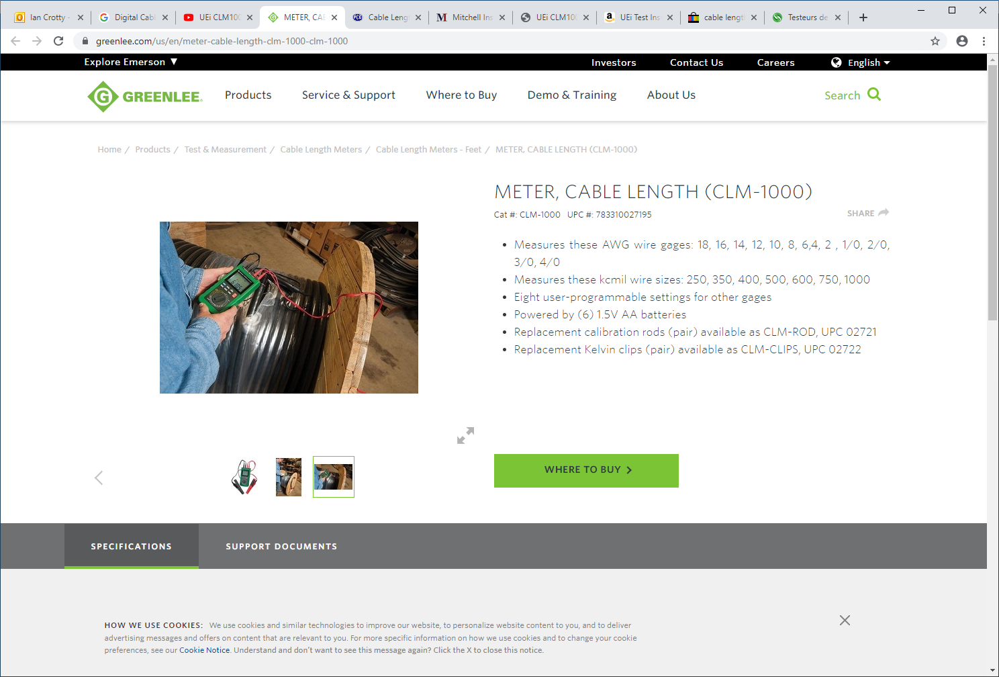 Ian Crotty -
Digital Cab
UEi CLM100
METER, CAB
Cable Leng
Mitchell Ins
UEi CLM100
UEi Test Ins
cable length
Testeurs de
greenlee.com/us/en/meter-cable-length-clm-1000-clm-1000
Explore Emerson ▼
Investors
Contact Us
Careers
English
GREENLEE
Products
Service & Support
Where to Buy
Demo & Training
About Us
Search
Home / Products / Test & Measurement / Cable Length Meters / Cable Length Meters - Feet / METER, CABLE LENGTH (CLM-1000)
METER, CABLE LENGTH (CLM-1000)
Cat #: CLM-1000 UPC #: 783310027195
SHARE
• Measures these AWG wire gages: 18, 16, 14, 12, 10, 8, 6,4, 2 , 1/0, 2/0,
3/0, 4/0
• Measures these kcmil wire sizes: 250, 350, 400, 500, 600, 750, 1000
• Eight user-programmable settings for other gages
• Powered by (6) 1.5V AA batteries
• Replacement calibration rods (pair) available as CLM-ROD, UPC 02721
• Replacement Kelvin clips (pair) available as CLM-CLIPS, UPC 02722
WHERE TO BUY
SPECIFICATIONS
SUPPORT DOCUMENTS
HOW WE USE COOKIES: We use cookies and similar technologies to improve our website, to personalize website content to you, and to deliver
advertising messages and offers on content that are relevant to you. For more specific information on how we use cookies and to change your cookie
preferences, see our Cookie Notice. Understand and don't want to see this message again? Click the X to close this notice.